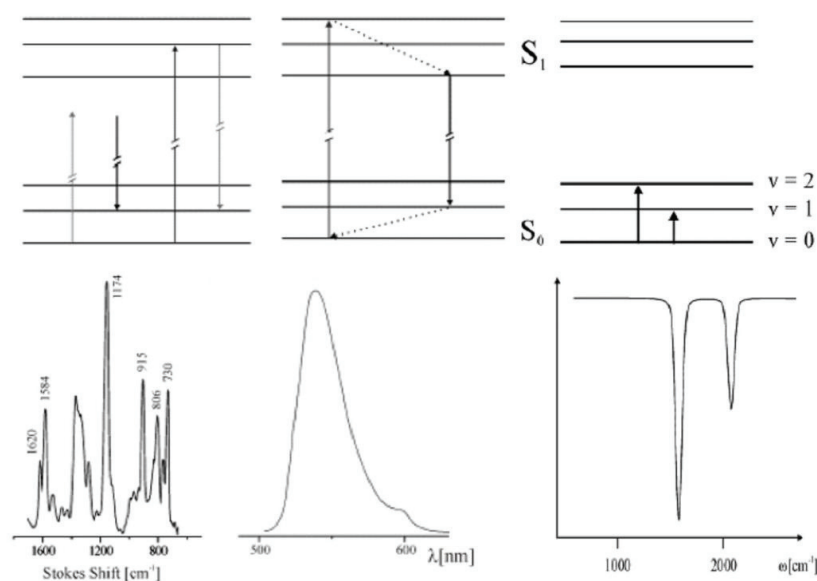 S1
S0
v = 2
v = 1
v = 0
1620
1584
1174
915
806
730
1600
1200
800
Stokes Shift [cm-1]
500
600
λ[nm]
1000
2000
ω[cm-1]